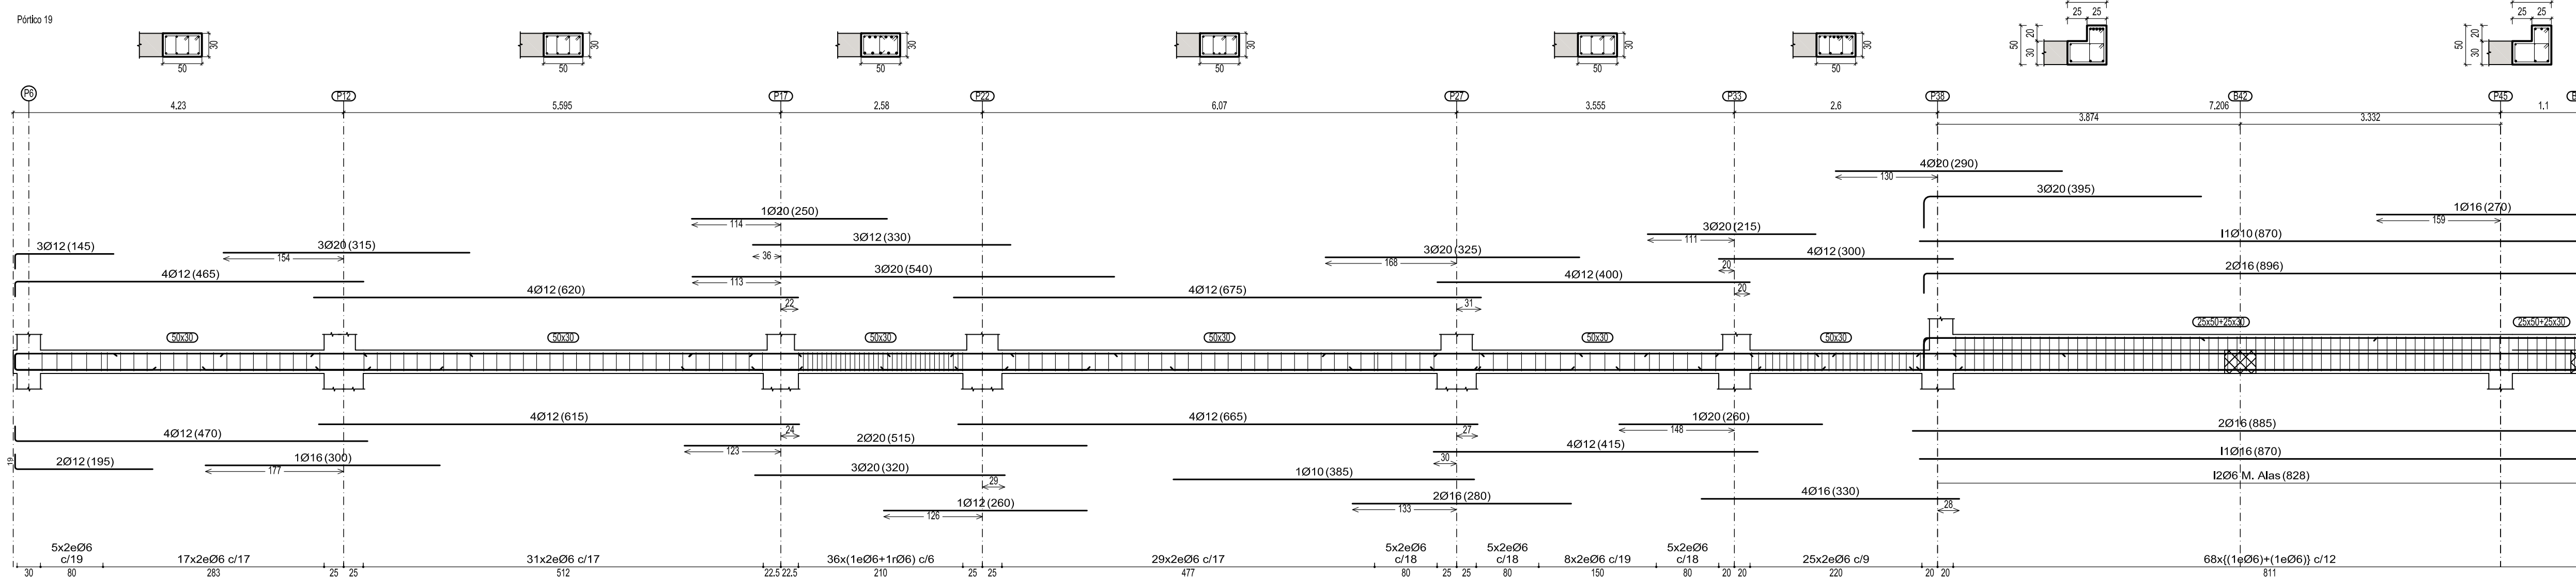 Pórtico 19
25 25
25 25
50 20 30
50 20 30
30
30
30
30
30
30
50
50
50
50
50
50
P6
P12
P17
P22
P27
P33
P38
B42
P45
4.23
5.595
2.58
6.07
3.555
2.6
7.206
1.1
3.874
3.332
4Ø20(290)
130
3Ø20(395)
1Ø20(250)
114
1Ø16(270)
159
3Ø20(215)
111
I1Ø10(870)
3Ø12(145)
3Ø20(315)
154
3Ø12(330)
36
3Ø20(325)
168
4Ø12(300)
20
4Ø12(465)
3Ø20(540)
113
4Ø12(400)
20
2Ø16(896)
4Ø12(620)
22
4Ø12(675)
31
50x30
50x30
50x30
50x30
50x30
50x30
25x50+25x30
25x50+25x30
4Ø12(615)
24
4Ø12(665)
27
1Ø20(260)
148
2Ø16(885)
4Ø12(470)
2Ø20(515)
123
4Ø12(415)
30
19
2Ø12(195)
1Ø16(300)
177
3Ø20(320)
29
1Ø10(385)
I1Ø16(870)
I2Ø6 M. Alas(828)
1Ø12(260)
126
2Ø16(280)
133
4Ø16(330)
28
5x2eØ6
c/19
17x2eØ6 c/17
31x2eØ6 c/17
36x(1eØ6+1rØ6) c/6
29x2eØ6 c/17
5x2eØ6
c/18
5x2eØ6
c/18
8x2eØ6 c/19
5x2eØ6
c/18
25x2eØ6 c/9
68x{(1eØ6)+(1eØ6)} c/12
30 80 283 25 25 512 22.5 22.5 210 25 25 477 80 25 25 80 150 80 20 20 220 20 20 811